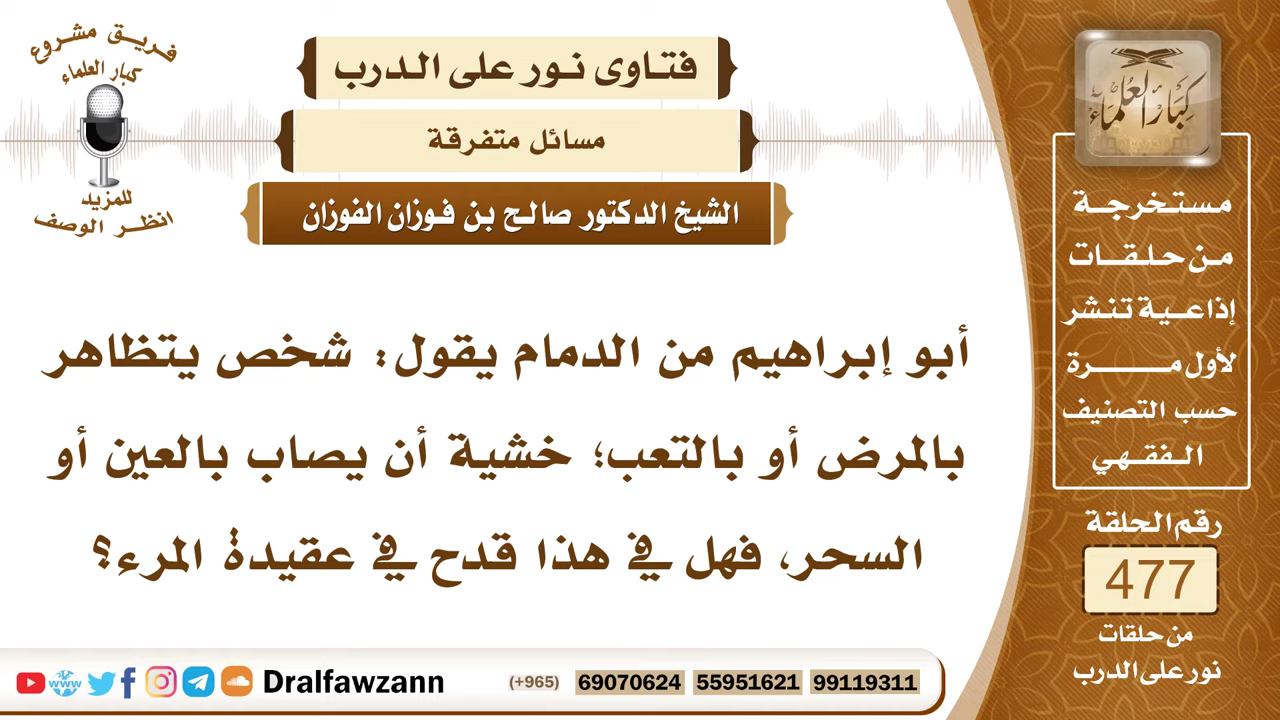 فريق مشروع
كبار العلماء
للمزيد
انظر الوصف
فتاوى نور على الدرب
مسائل متفرقة
الشيخ الدكتور صالح بن فوزان الفوزان
أبو إبراهيم من الدمام يقول: شخص يتظاهر
بالمرض أو بالتعب؛ خشية أن يصاب بالعين أو
السحر، فهل في هذا قدح في عقيدة المرء؟
كبار العلماء
مستخرجة
من حلقات
إذاعية تنشر
لأول مرة
حسب التصنيف
الفقهي
رقم الحلقة
477
من حلقات
نور على الدرب
www Dralfawzann (+965) 69070624 55951621 99119311